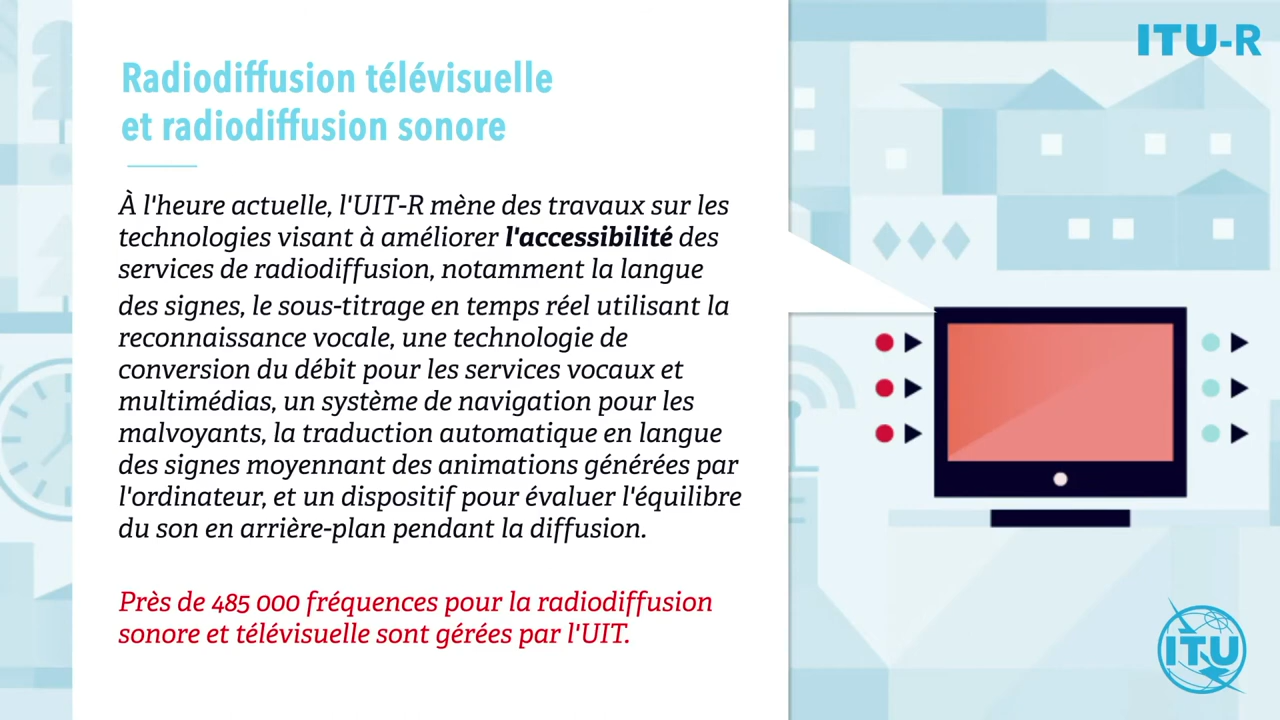 ITU-R
Radiodiffusion télévisuelle
et radiodiffusion sonore
À l'heure actuelle, l'UIT-R mène des travaux sur les
technologies visant à améliorer l'accessibilité des
services de radiodiffusion, notamment la langue
des signes, le sous-titrage en temps réel utilisant la
reconnaissance vocale, une technologie de
conversion du débit pour les services vocaux et
multimédias, un système de navigation pour les
malvoyants, la traduction automatique en langue
des signes moyennant des animations générées par
l'ordinateur, et un dispositif pour évaluer l'équilibre
du son en arrière-plan pendant la diffusion.
Près de 485 000 fréquences pour la radiodiffusion
sonore et télévisuelle sont gérées par l'UIT.
ITU